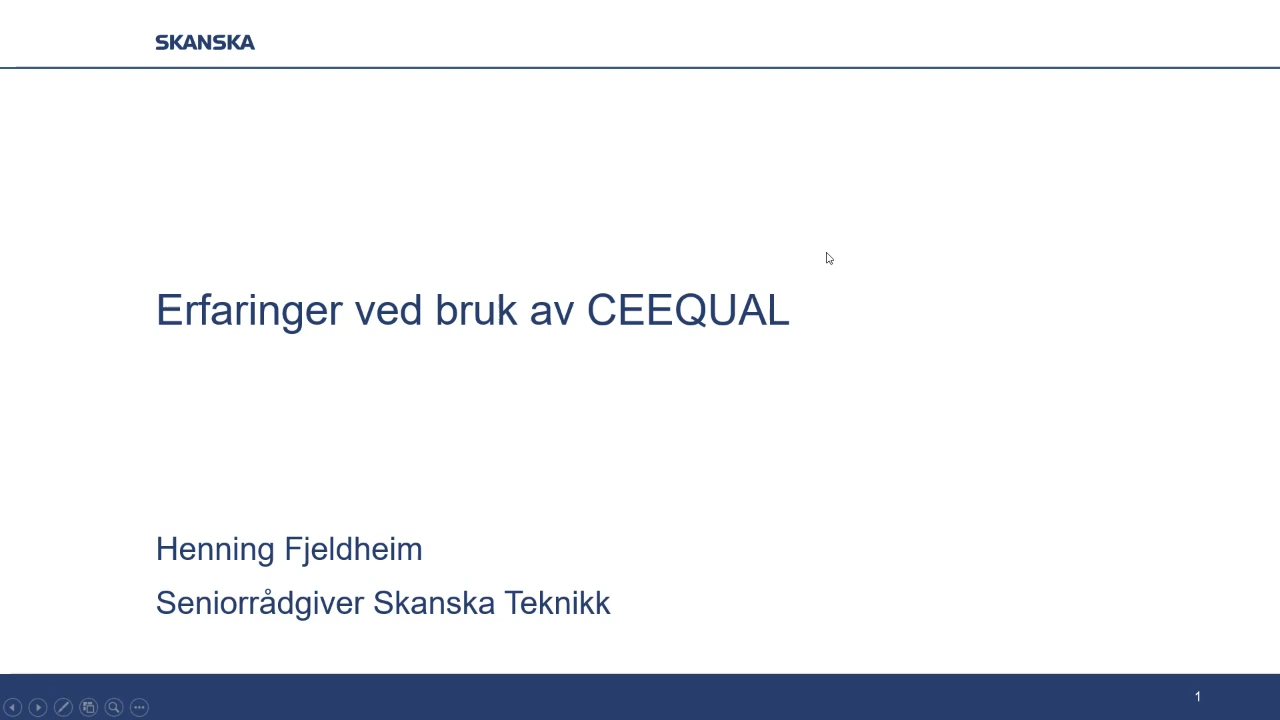 SKANSKA
Erfaringer ved bruk av CEEQUAL
Henning Fjeldheim
Seniorrådgiver Skanska Teknikk
1